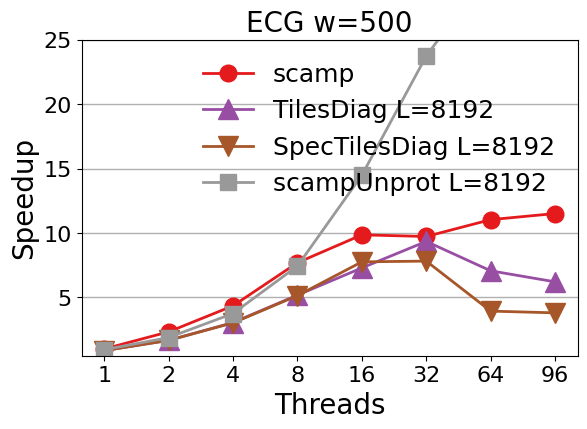 ECG w=500
25
20
15
10
5
Speedup
scamp
TilesDiag L=8192
SpecTilesDiag L=8192
scampUnprot L=8192
1 2 4 8 16 32 64 96
Threads